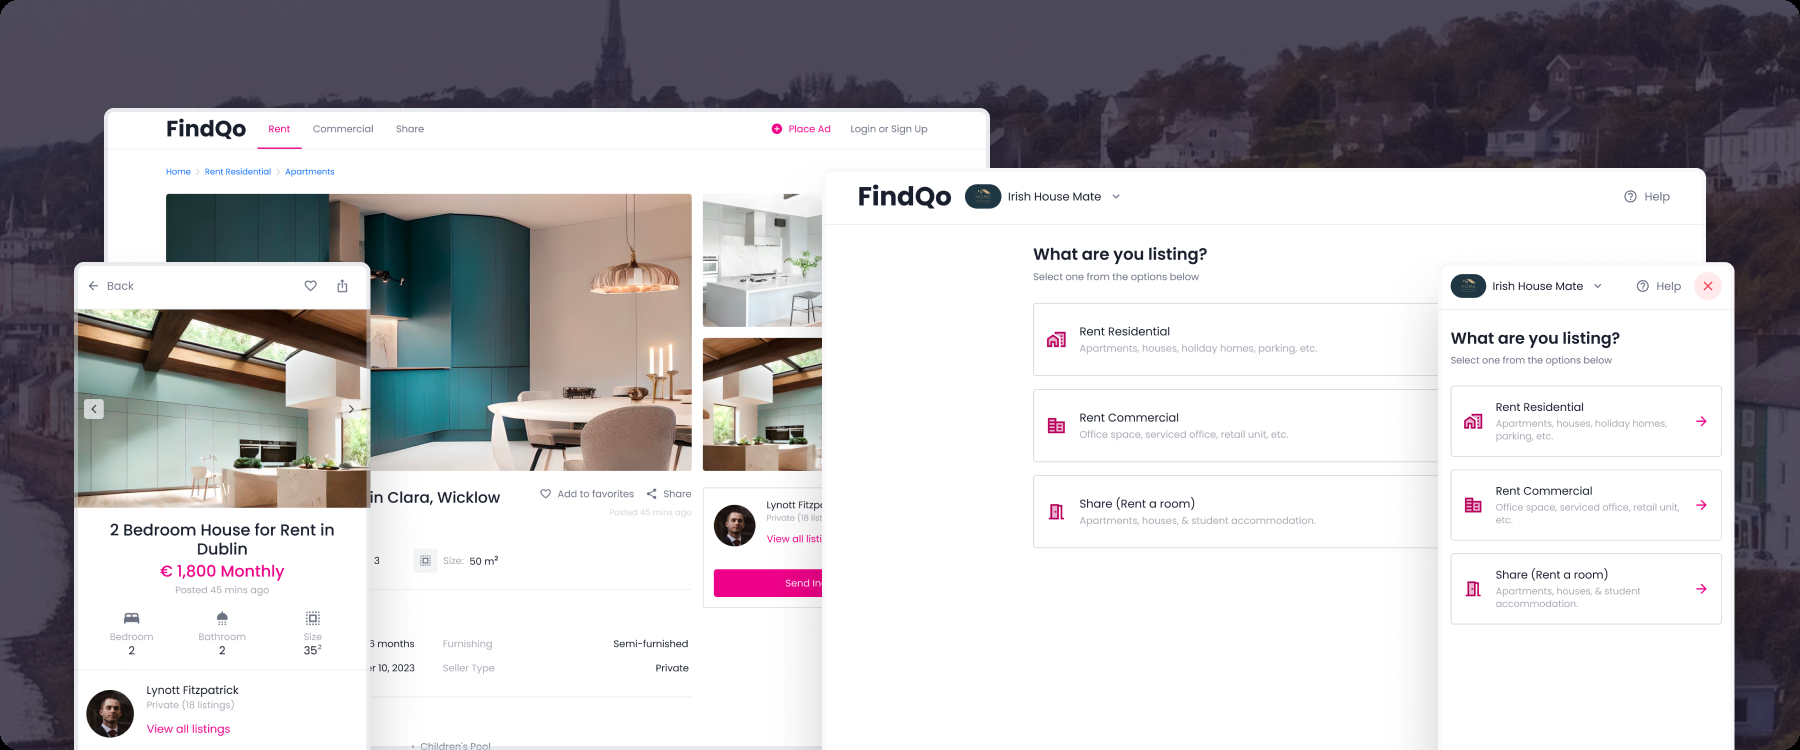 FindQo
Rent
Commercial
Share
Place Ad
Login or Sign Up
Home
Rent Residential
Apartments
in Clara, Wicklow
Add to favorites
Share
Posted 45 mins ago
3
Size: 50 m²
Lynott
Private (18
View all
Send
6 months
Furnishing
Semi-furnished
10, 2023
Seller Type
Private
• Children's Pool
Back
2 Bedroom House for Rent in
Dublin
€ 1,800 Monthly
Posted 45 mins ago
Bedroom
2
Bathroom
2
Size
35²
Lynott Fitzpatrick
Private (18 listings)
View all listings
FindQo
Irish House Mate
Help
What are you listing?
Select one from the options below
Rent Residential
Apartments, houses, holiday homes, parking, etc.
Rent Commercial
Office space, serviced office, retail unit, etc.
Share (Rent a room)
Apartments, houses, & student accommodation.
Irish House Mate
Help
What are you listing?
Select one from the options below
Rent Residential
Apartments, houses, holiday homes,
parking, etc.
Rent Commercial
Office space, serviced office, retail unit,
etc.
Share (Rent a room)
Apartments, houses, & student
accommodation.